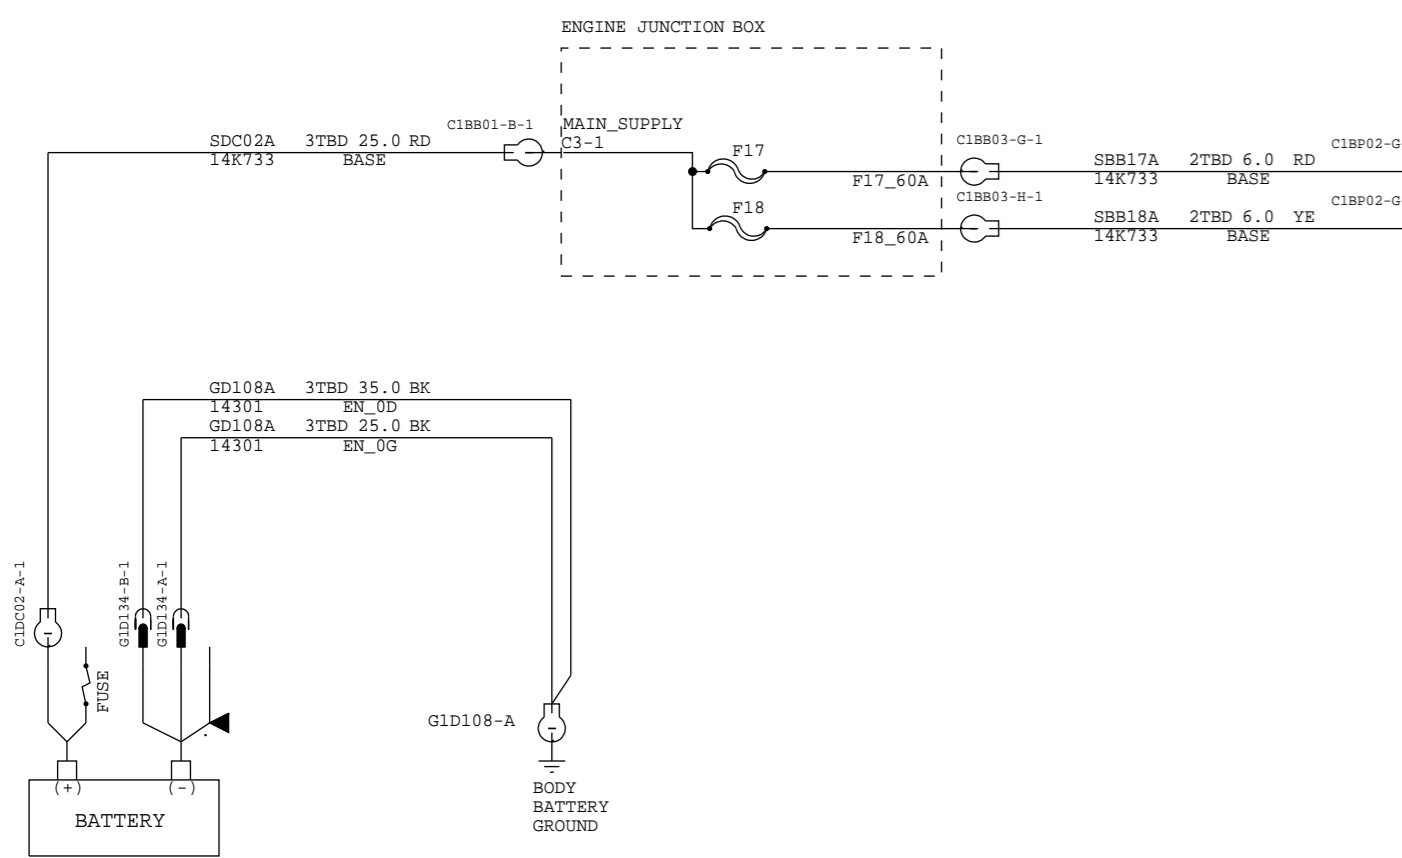 ENGINE JUNCTION BOX
C1BB01-B-1
MAIN_SUPPLY
C3-1
SDC02A 3TBD 25.0 RD
14K733 BASE
F17
F17_60A
F18
F18_60A
C1BB03-G-1
SBB17A 2TBD 6.0 RD
14K733 BASE
C1BP02-G
C1BB03-H-1
SBB18A 2TBD 6.0 YE
14K733 BASE
C1BP02-G
GD108A 3TBD 35.0 BK
14301 EN_0D
GD108A 3TBD 25.0 BK
14301 EN_0G
C1DC02-A-1
G1D134-B-1
G1D134-A-1
FUSE
G1D108-A
(+)
(-)
BATTERY
BODY
BATTERY
GROUND